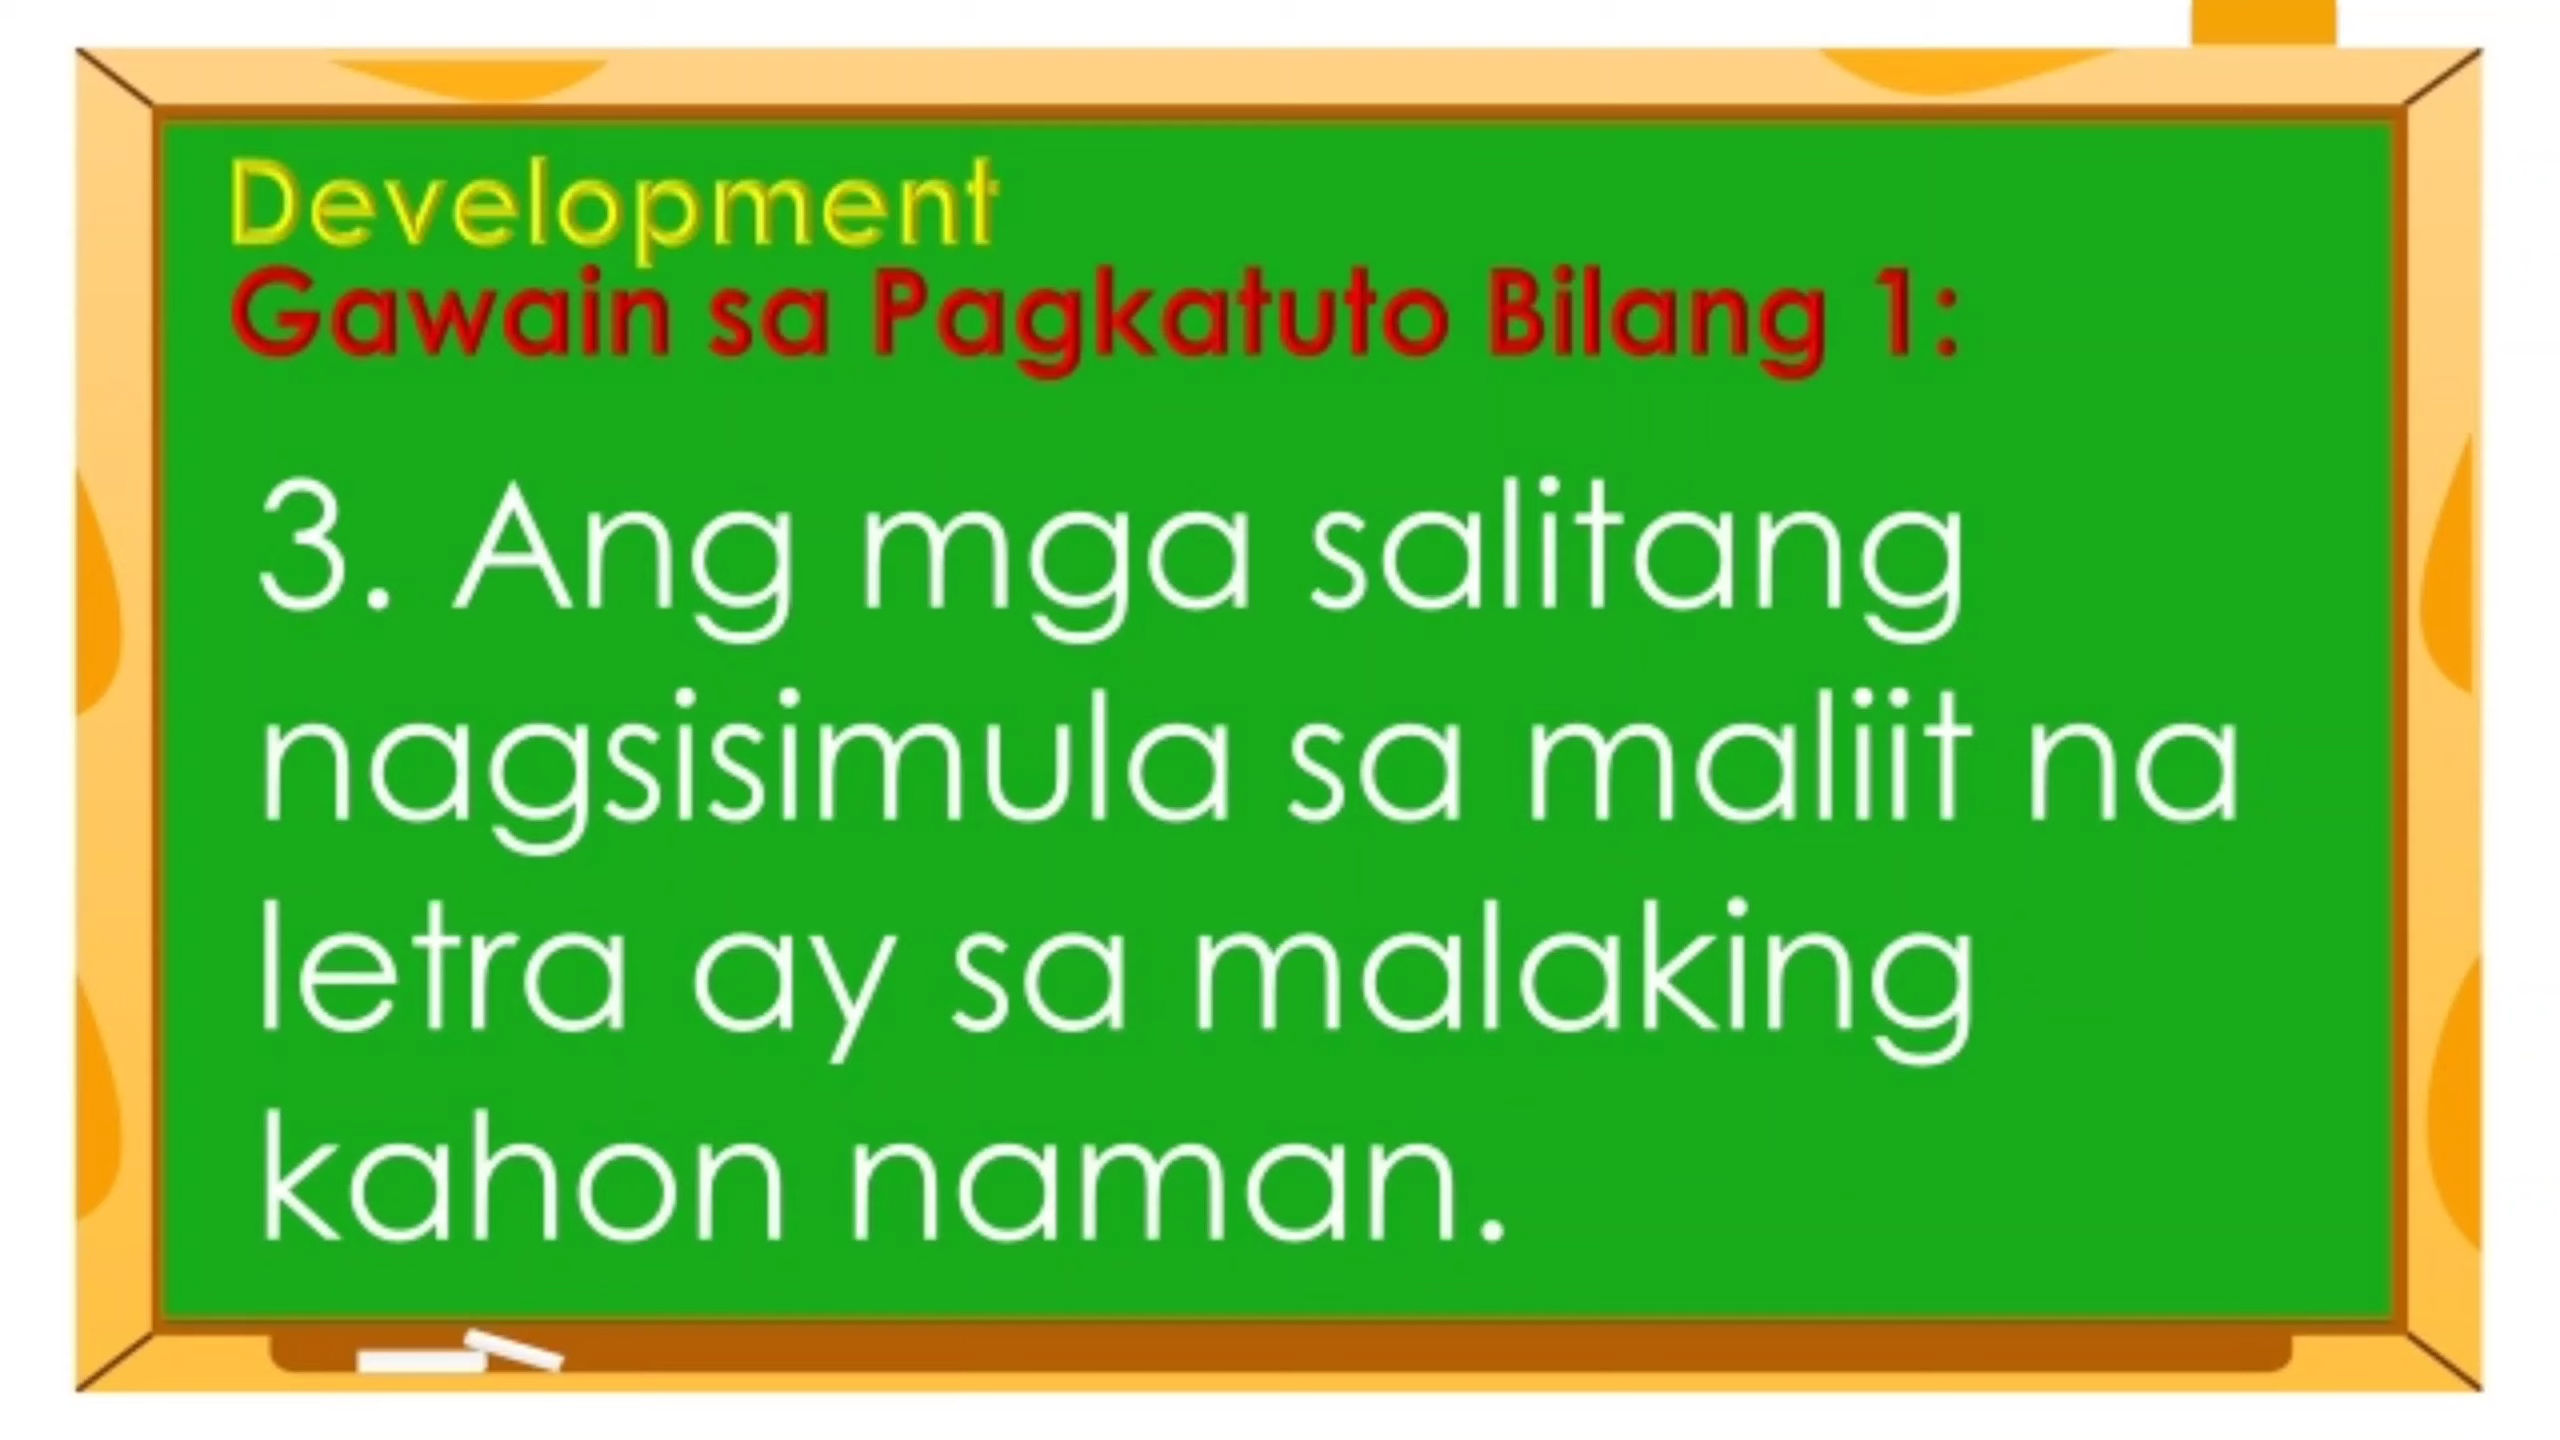 Development
Gawain sa Pagkatuto Bilang 1:
3. Ang mga salitang
nagsisimula sa maliit na
letra ay sa malaking
kahon naman.